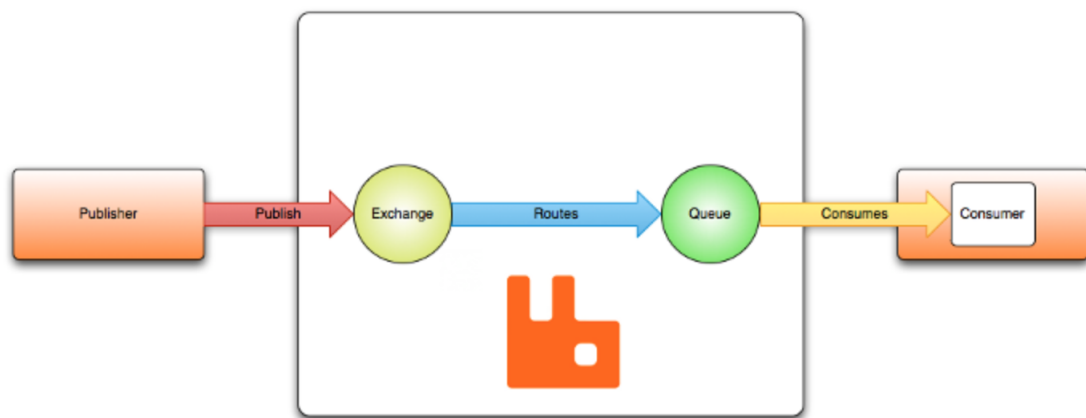 Publisher
Publish
Exchange
Routes
Queue
Consumes
Consumer